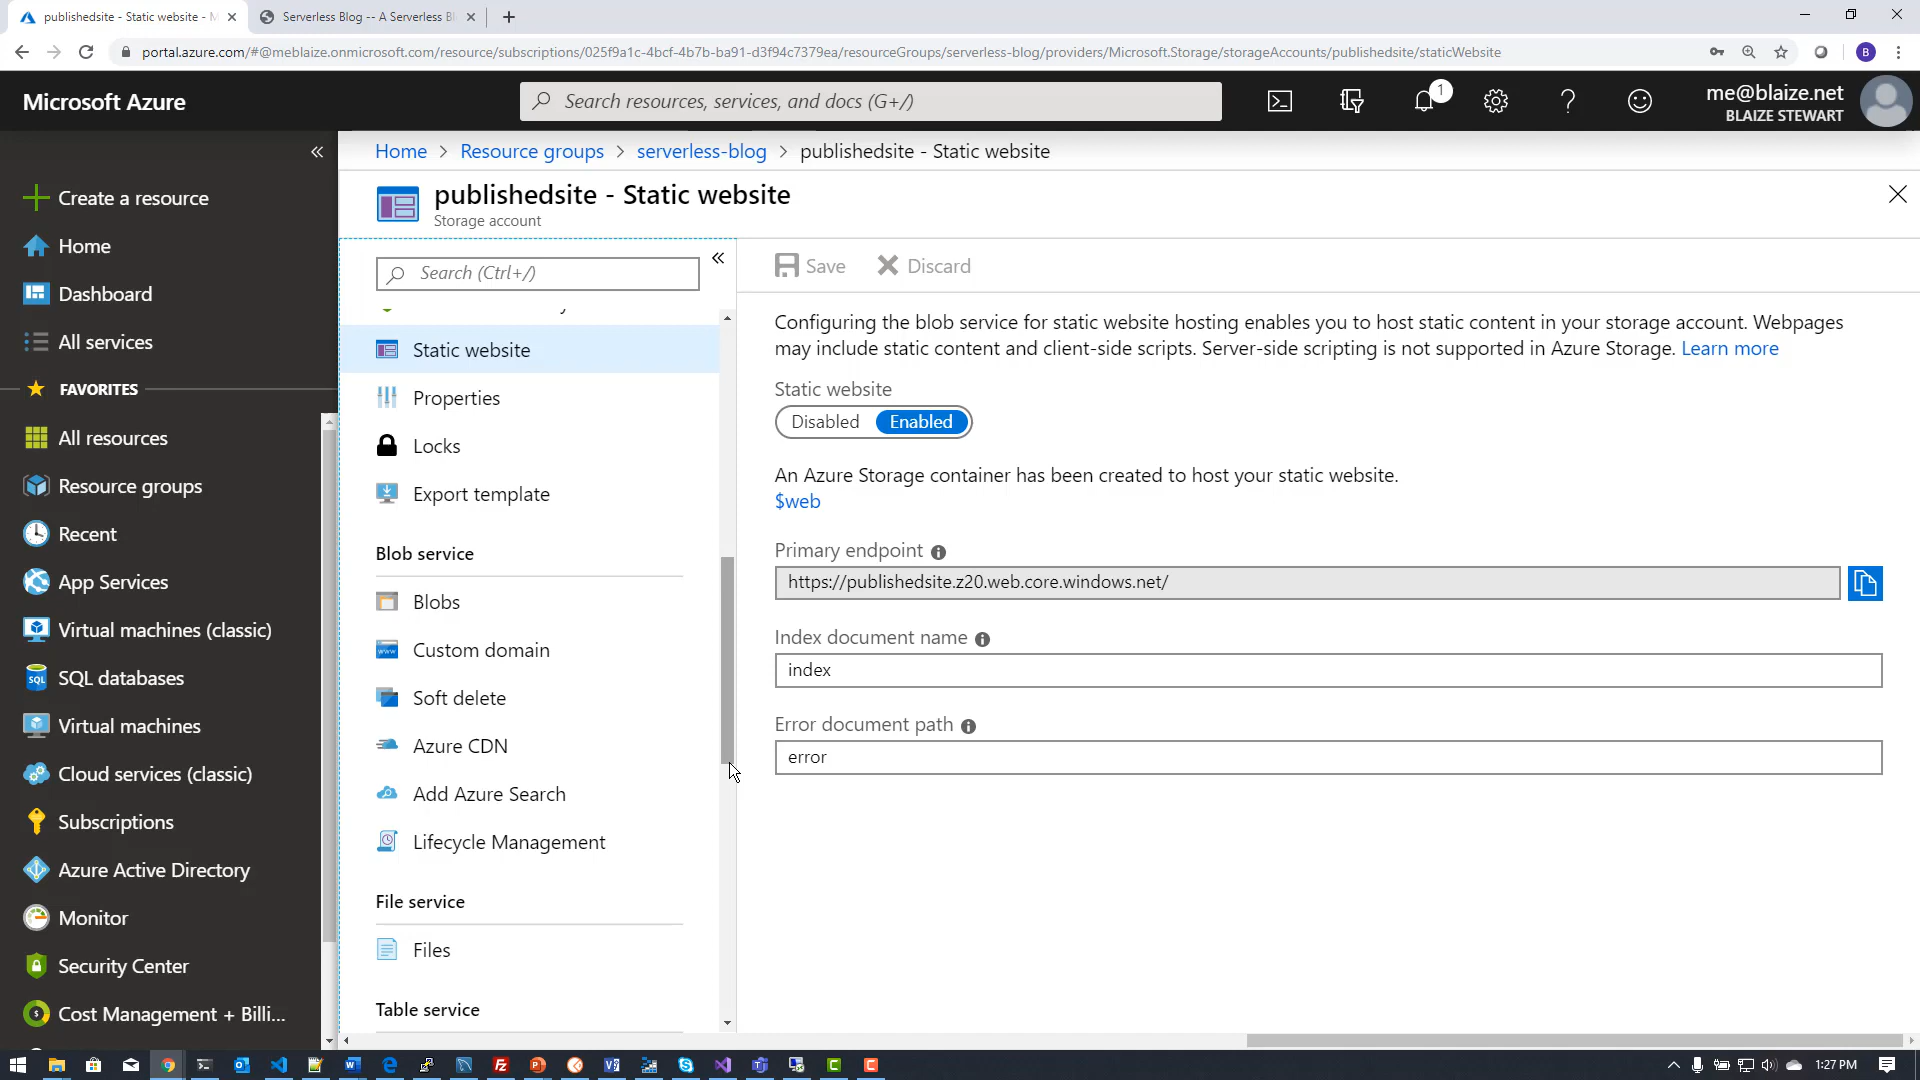 publishedsite - Static website - M
Serverless Blog -- A Serverless Bl
portal.azure.com/#@meblaize.onmicrosoft.com/resource/subscriptions/025f9a1c-4bcf-4b7b-ba91-d3f94c7379ea/resourceGroups/serverless-blog/providers/Microsoft.Storage/storageAccounts/publishedsite/staticWebsite
B
Microsoft Azure
Search resources, services, and docs (G+/)
1
me@blaize.net
BLAIZE STEWART
Home > Resource groups > serverless-blog > publishedsite - Static website
publishedsite - Static website
Storage account
Create a resource
Home
Dashboard
All services
FAVORITES
All resources
Resource groups
Recent
App Services
Virtual machines (classic)
SQL databases
Virtual machines
Cloud services (classic)
Subscriptions
Azure Active Directory
Monitor
Security Center
Cost Management + Billi...
Search (Ctrl+/)
Static website
Properties
Locks
Export template
Blob service
Blobs
Custom domain
Soft delete
Azure CDN
Add Azure Search
Lifecycle Management
File service
Files
Table service
Save
Discard
Configuring the blob service for static website hosting enables you to host static content in your storage account. Webpages
may include static content and client-side scripts. Server-side scripting is not supported in Azure Storage. Learn more
Static website
Disabled Enabled
An Azure Storage container has been created to host your static website.
$web
Primary endpoint
https://publishedsite.z20.web.core.windows.net/
Index document name
index
Error document path
error
1:27 PM